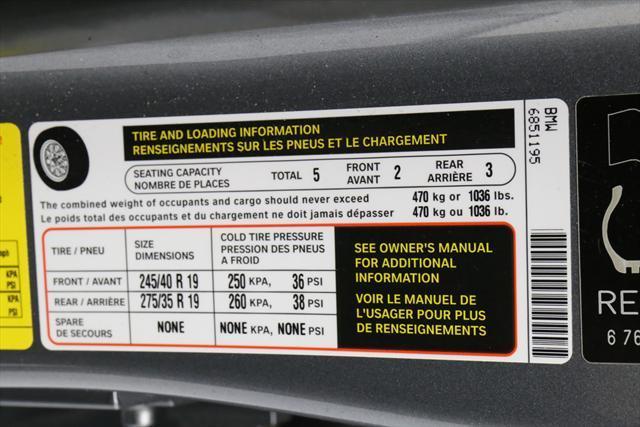 TIRE AND LOADING INFORMATION
RENSEIGNEMENTS SUR LES PNEUS ET LE CHARGEMENT
SEATING CAPACITY
NOMBRE DE PLACES
TOTAL 5
FRONT
AVANT 2
REAR
ARRIÈRE 3
The combined weight of occupants and cargo should never exceed 470 kg or 1036 lbs.
Le poids total des occupants et du chargement ne doit jamais dépasser 470 kg ou 1036 lb.
TIRE / PNEU
SIZE
DIMENSIONS
COLD TIRE PRESSURE
PRESSION DES PNEUS
A FROID
FRONT / AVANT 245/40 R 19 250 KPA, 36 PSI
REAR / ARRIÈRE 275/35 R 19 260 KPA, 38 PSI
SPARE
DE SECOURS
NONE NONE KPA, NONE PSI
SEE OWNER'S MANUAL
FOR ADDITIONAL
INFORMATION
VOIR LE MANUEL DE
L'USAGER POUR PLUS
DE RENSEIGNEMENTS
BMW
6851195
KPA
PSI
KPA
PSI
RE
6 76